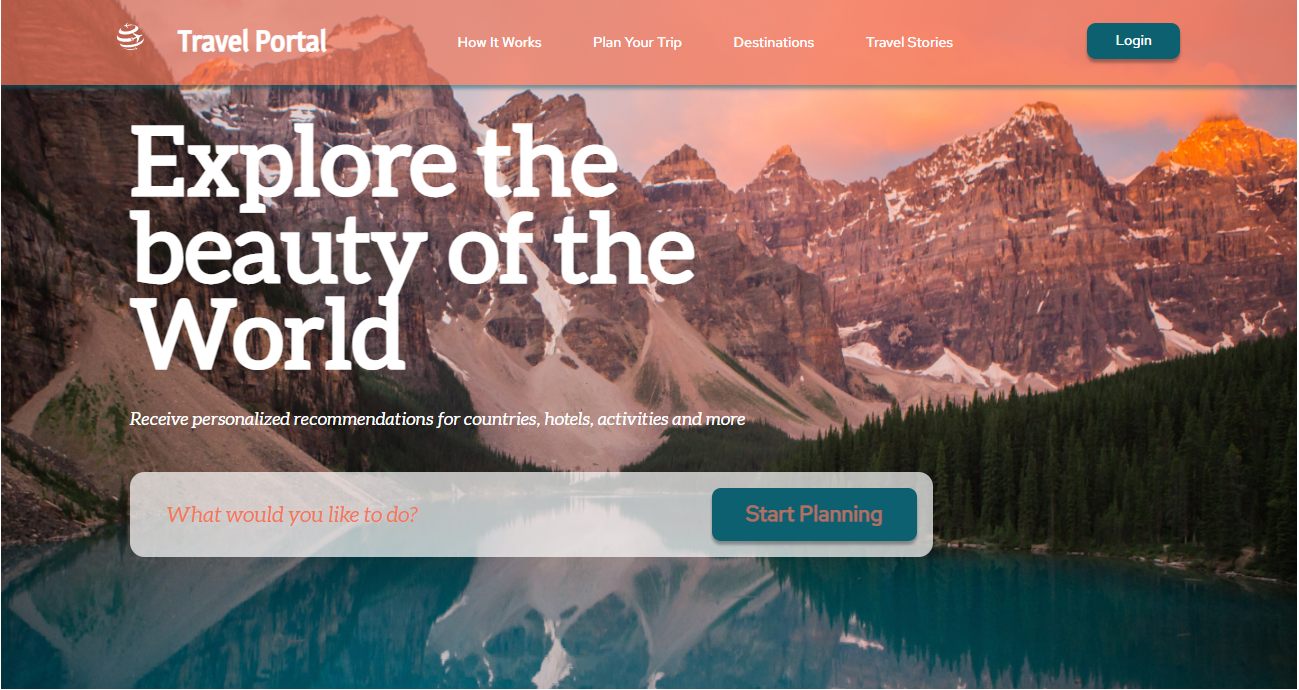 Travel Portal
How It Works
Plan Your Trip
Destinations
Travel Stories
Login
Explore the
beauty of the
World
Receive personalized recommendations for countries, hotels, activities and more
What would you like to do?
Start Planning